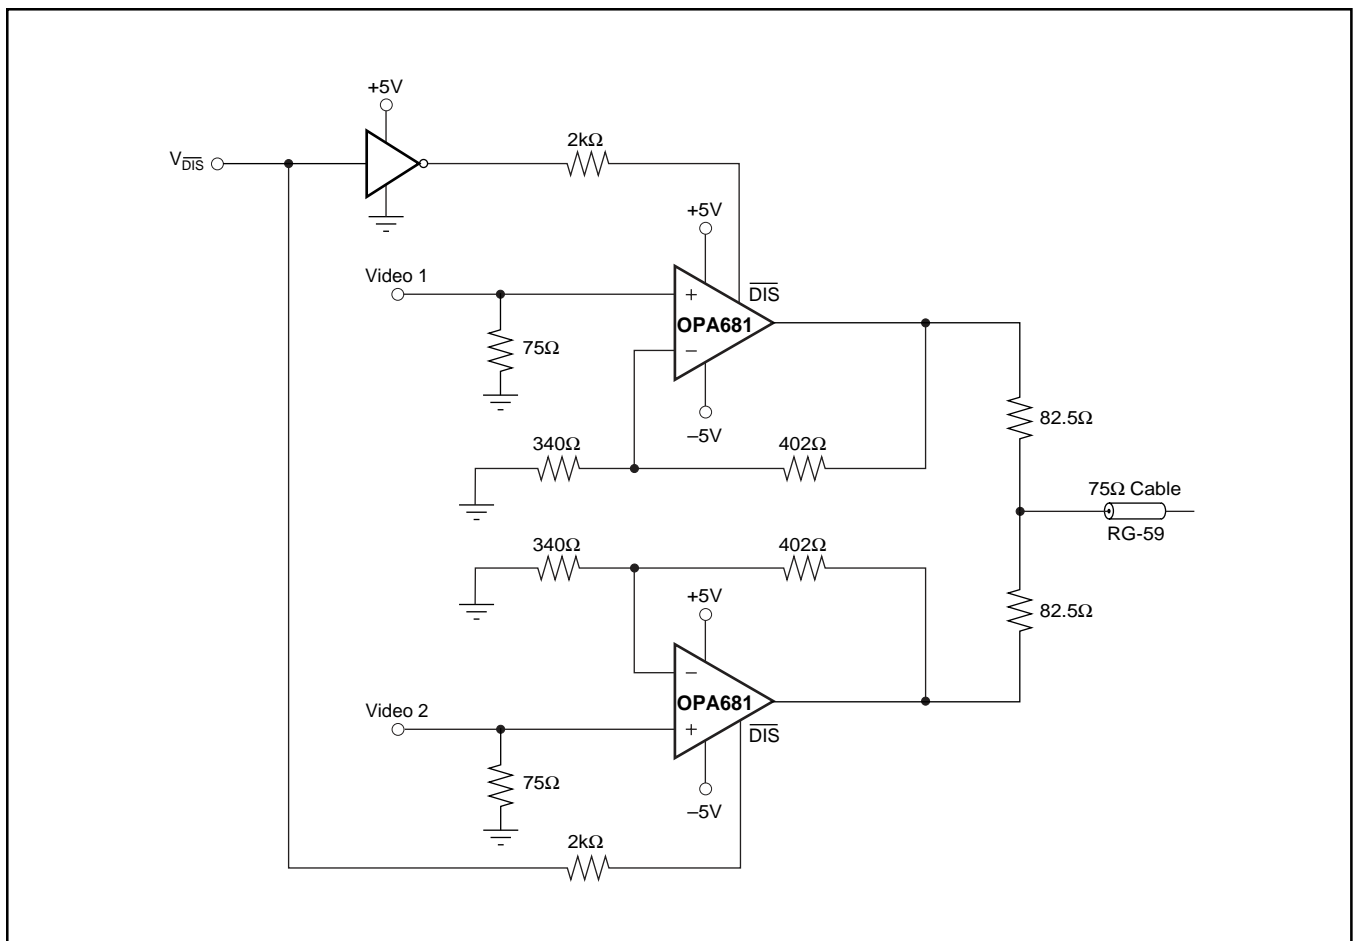 +5V
2kΩ
V DIS
+5V
Video 1
DIS
+
OPA681
75Ω
−
82.5Ω
–5V
340Ω
402Ω
75Ω Cable
RG-59
340Ω
402Ω
+5V
82.5Ω
−
OPA681
Video 2
+
DIS
75Ω
–5V
2kΩ